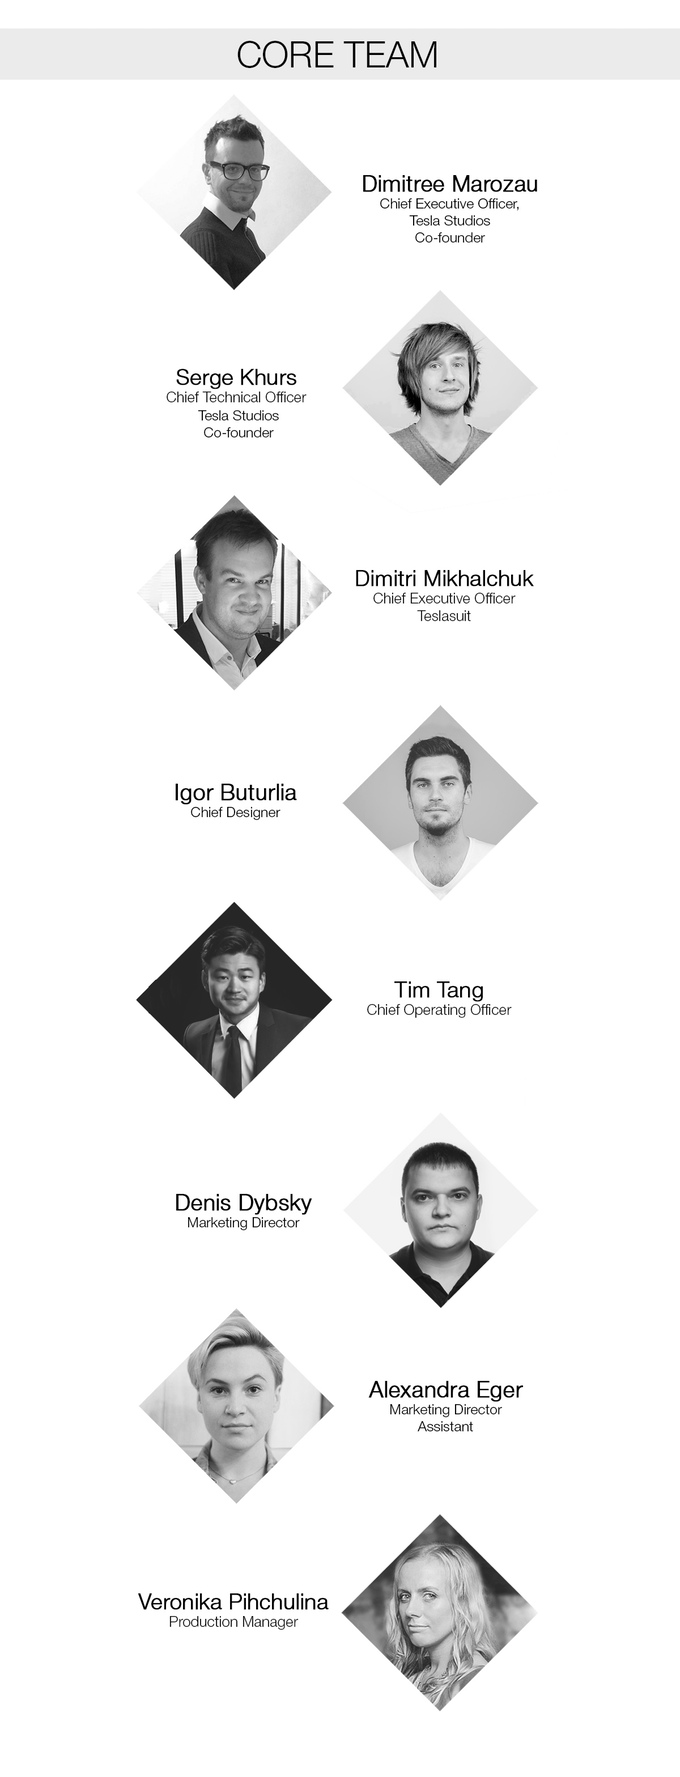 CORE TEAM
Dimitree Marozau
Chief Executive Officer,
Tesla Studios
Co-founder
Serge Khurs
Chief Technical Officer
Tesla Studios
Co-founder
Dimitri Mikhalchuk
Chief Executive Officer
Teslasuit
Igor Buturlia
Chief Designer
Tim Tang
Chief Operating Officer
Denis Dybsky
Marketing Director
Alexandra Eger
Marketing Director
Assistant
Veronika Pihchulina
Production Manager